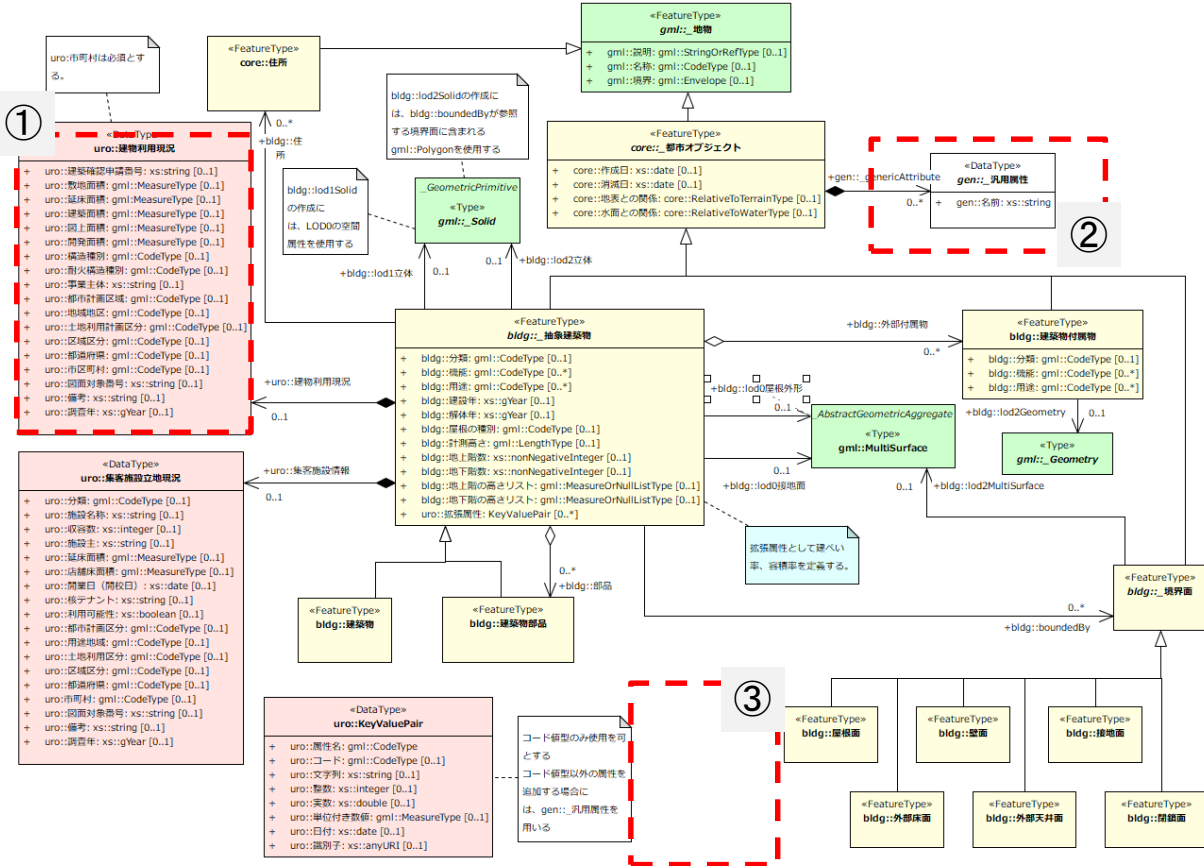 «FeatureType»
gml::_地物
+ gml::説明: gml::StringOrRefType [0..1]
+ gml::名称: gml::CodeType [0..1]
+ gml::境界: gml::Envelope [0..1]
uro:市町村は必須とす
る。
«FeatureType»
core::住所
bldg::lod2Solidの作成に
は、bldg::boundedByが参照
する境界面に含まれる
gml::Polygonを使用する
①
0..*
+bldg::住
所
«DataType»
uro::建物利用現況
+ uro::建築確認申請番号: xs:string [0..1]
+ uro::敷地面積: gml::MeasureType [0..1]
+ uro::延床面積: gml:MeasureType [0..1]
+ uro::建築面積: gml::MeasureType [0..1]
+ uro::図上面積: gml::MeasureType [0..1]
+ uro::開発面積: gml::MeasureType [0..1]
+ uro::構造種別: gml::CodeType [0..1]
+ uro::耐火構造種別: gml::CodeType [0..1]
+ uro::事業主体: xs::string [0..1]
+ uro::都市計画区域: gml::CodeType [0..1]
+ uro::地域地区: gml::CodeType [0..1]
+ uro::土地利用計画区分: gml::CodeType [0..1]
+ uro::区域区分: gml::CodeType [0..1]
+ uro::都道府県: gml::CodeType [0..1]
+ uro::市区町村: gml::CodeType [0..1]
+ uro::図面対象番号: xs::string [0..1]
+ uro::備考: xs::string [0..1]
+ uro::調査年: xs::gYear [0..1]
«FeatureType»
core::_都市オブジェクト
+ core::作成日: xs::date [0..1]
+ core::消滅日: xs::date [0..1]
+ core::地表との関係: core::RelativeToTerrainType [0..1]
+ core::水面との関係: core::RelativeToWaterType [0..1]
+gen::_genericAttribute
0..*
«DataType»
gen::_汎用属性
+ gen::名前: xs::string
②
bldg::lod1Solid
の作成に
は、LOD0の空間
属性を使用する
_GeometricPrimitive
«Type»
gml::_Solid
+bldg::lod1立体
0..1
0..1
+bldg::lod2立体
«FeatureType»
bldg::_抽象建築物
+ bldg::分類: gml::CodeType [0..1]
+ bldg::機能: gml::CodeType [0..*]
+ bldg::用途: gml::CodeType [0..*]
+ bldg::建設年: xs::gYear [0..1]
+ bldg::解体年: xs::gYear [0..1]
+ bldg::屋根の種別: gml::CodeType [0..1]
+ bldg::計測高さ: gml::LengthType [0..1]
+ bldg::地上階数: xs::nonNegativeInteger [0..1]
+ bldg::地下階数: xs::nonNegativeInteger [0..1]
+ bldg::地上階の高さリスト: gml::MeasureOrNullListType [0..1]
+ bldg::地下階の高さリスト: gml::MeasureOrNullListType [0..1]
+ uro::拡張属性: KeyValuePair [0..*]
+bldg::外部付属物
0..*
«FeatureType»
bldg::建築物付属物
+ bldg::分類: gml::CodeType [0..1]
+ bldg::機能: gml::CodeType [0..*]
+ bldg::用途: gml::CodeType [0..*]
+uro::建物利用現況
0..1
+bldg::lod0屋根外形
0..1
+bldg::lod2Geometry
0..1
_AbstractGeometricAggregate
«Type»
gml::MultiSurface
«Type»
gml::_Geometry
0..1
+bldg::lod0接地面
0..1
+bldg::lod2MultiSurface
+uro::集客施設情報
0..1
«DataType»
uro::集客施設立地現況
+ uro::分類: gml::CodeType [0..1]
+ uro::施設名称: xs::string [0..1]
+ uro::収容数: xs::integer [0..1]
+ uro::施設主: xs::string [0..1]
+ uro::延床面積: gml::MeasureType [0..1]
+ uro::店舗床面積: gml::MeasureType [0..1]
+ uro::開業日（開校日）: xs::date [0..1]
+ uro::核テナント: xs::string [0..1]
+ uro::利用可能性: xs::boolean [0..1]
+ uro::都市計画区分: gml::CodeType [0..1]
+ uro::用途地域: gml::CodeType [0..1]
+ uro::土地利用区分: gml::CodeType [0..1]
+ uro::区域区分: gml::CodeType [0..1]
+ uro::都道府県: gml::CodeType [0..1]
+ uro:市町村: gml::CodeType [0..1]
+ uro::図面対象番号: xs::string [0..1]
+ uro::備考: xs::string [0..1]
+ uro::調査年: xs::gYear [0..1]
拡張属性として建ぺい
率、容積率を定義する。
0..*
+bldg::部品
«FeatureType»
bldg::建築物
«FeatureType»
bldg::建築物部品
«FeatureType»
bldg::_境界面
0..*
+bldg::boundedBy
③
«DataType»
uro::KeyValuePair
+ uro::属性名: gml::CodeType
+ uro::コード: gml::CodeType [0..1]
+ uro::文字列: xs::string [0..1]
+ uro::整数: xs::integer [0..1]
+ uro::実数: xs::double [0..1]
+ uro::単位付き数値: gml::MeasureType [0..1]
+ uro::日付: xs::date [0..1]
+ uro::識別子: xs::anyURI [0..1]
コード値型のみ使用を可
とする
コード値型以外の属性を
追加する場合に
は、gen::_汎用属性を
用いる
«FeatureType»
bldg::屋根面
«FeatureType»
bldg::壁面
«FeatureType»
bldg::接地面
«FeatureType»
bldg::外部床面
«FeatureType»
bldg::外部天井面
«FeatureType»
bldg::閉鎖面